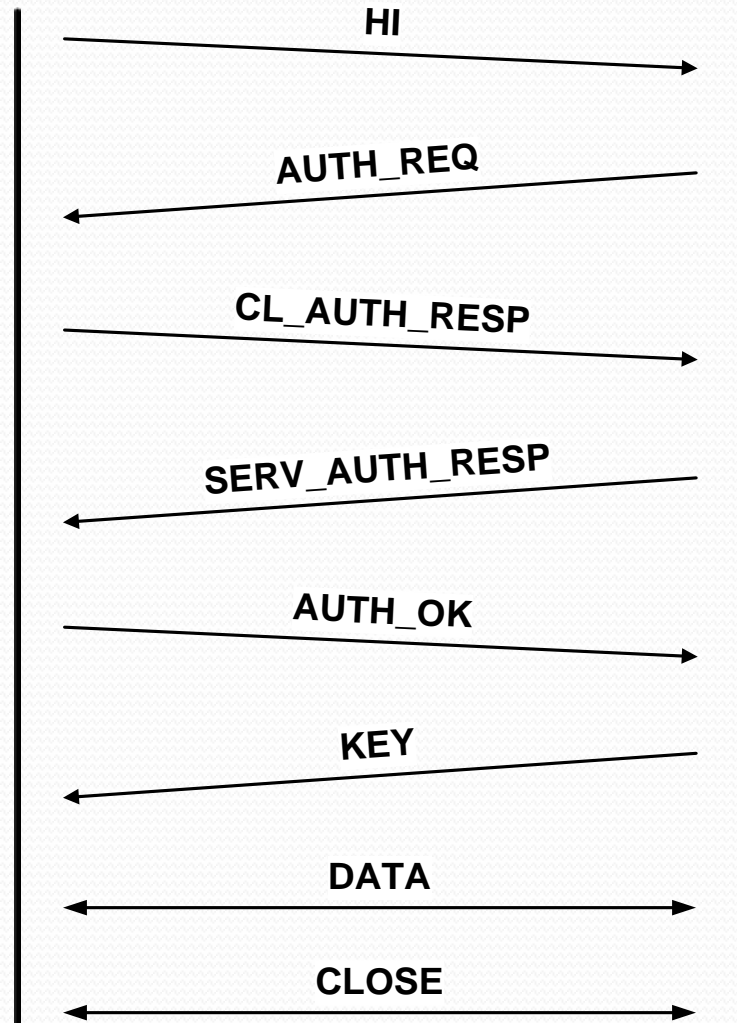 HI
AUTH_REQ
CL_AUTH_RESP
SERV_AUTH_RESP
AUTH_OK
KEY
DATA
CLOSE